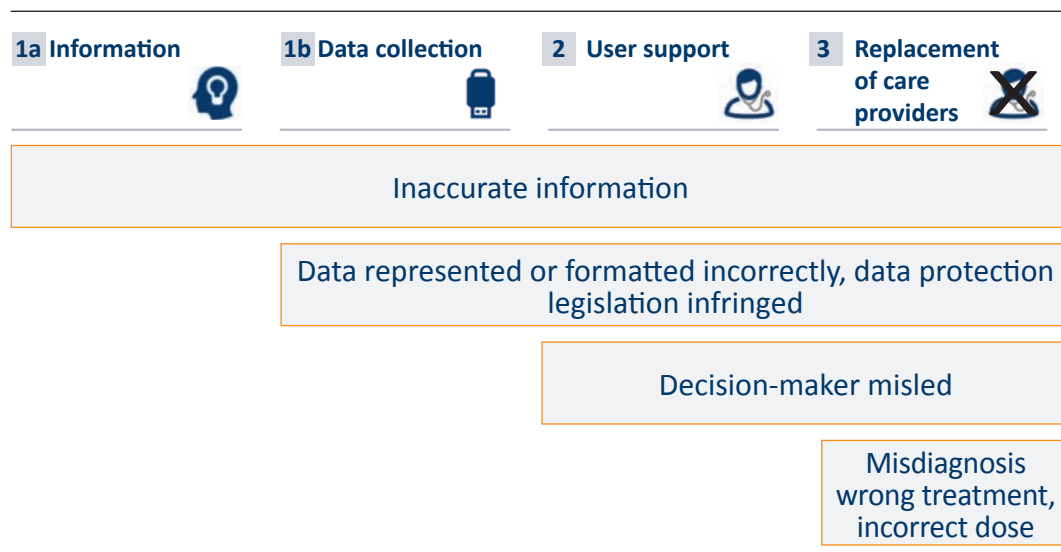 1a Information
1b Data collection
2 User support
3 Replacement
of care
providers
Inaccurate information
Data represented or formatted incorrectly, data protection
legislation infringed
Decision-maker misled
Misdiagnosis
wrong treatment,
incorrect dose